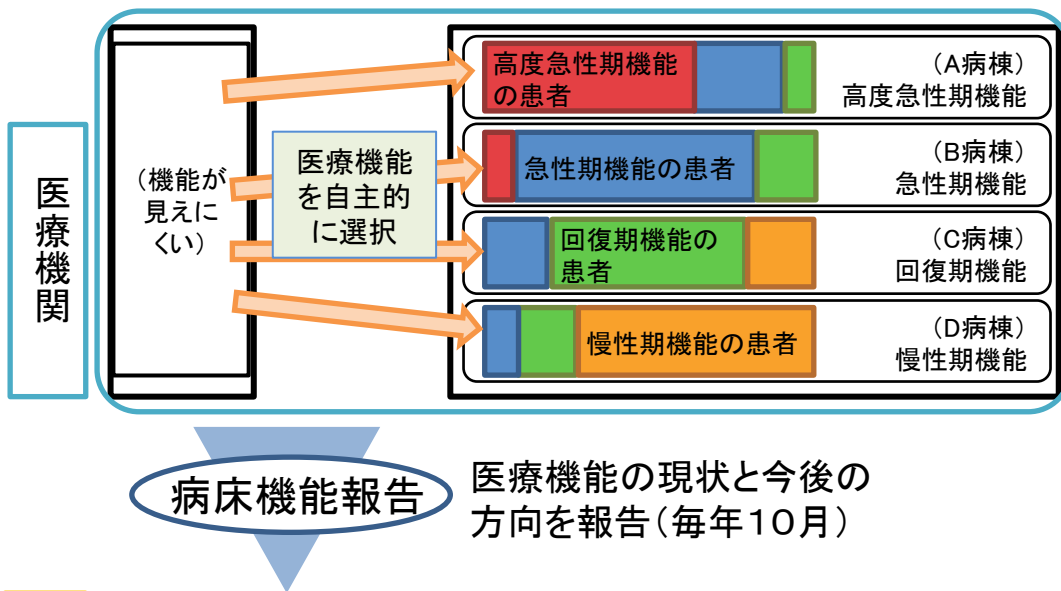 医療機関
(機能が
見えに
くい)
医療機能
を自主的
に選択
高度急性期機能
の患者
(A病棟)
高度急性期機能
急性期機能の患者
(B病棟)
急性期機能
回復期機能の
患者
(C病棟)
回復期機能
慢性期機能の患者
(D病棟)
慢性期機能
病床機能報告
医療機能の現状と今後の
方向を報告(毎年10月)